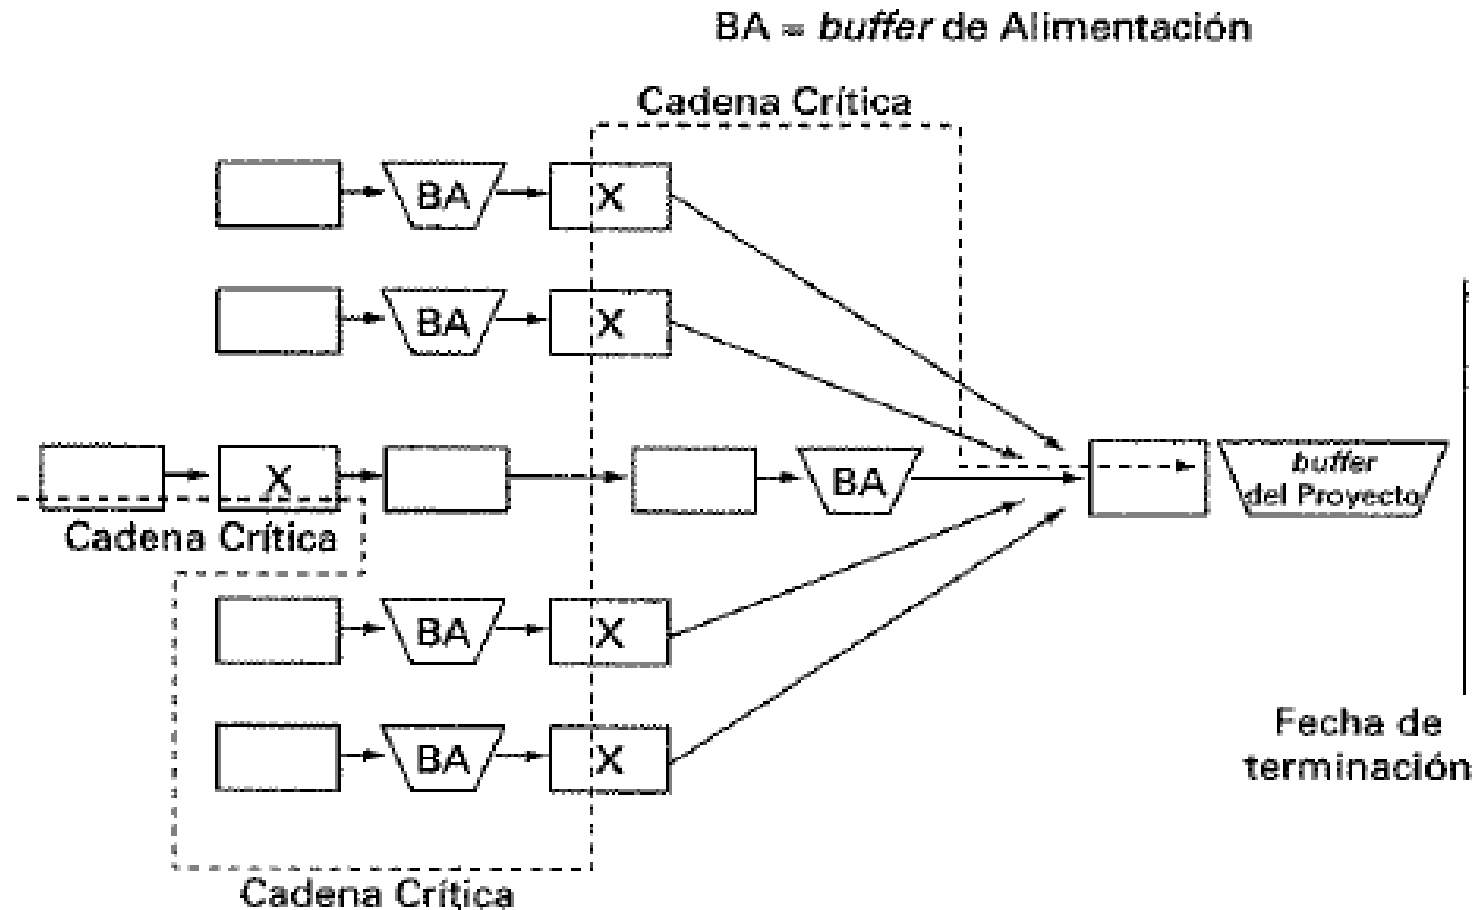 BA = buffer de Alimentación
Cadena Crítica
BA
X
BA
X
X
BA
buffer
del Proyecto
Cadena Crítica
BA
X
BA
X
Fecha de
terminación
Cadena Crítica